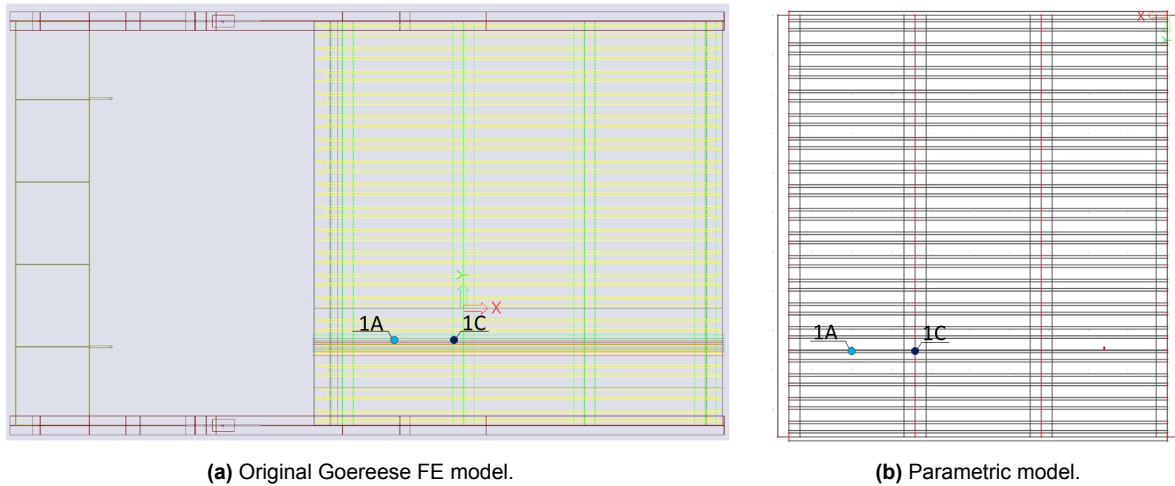 X
Y
Y
X
1A
1C
1A
1C
(a) Original Goereese FE model.
(b) Parametric model.